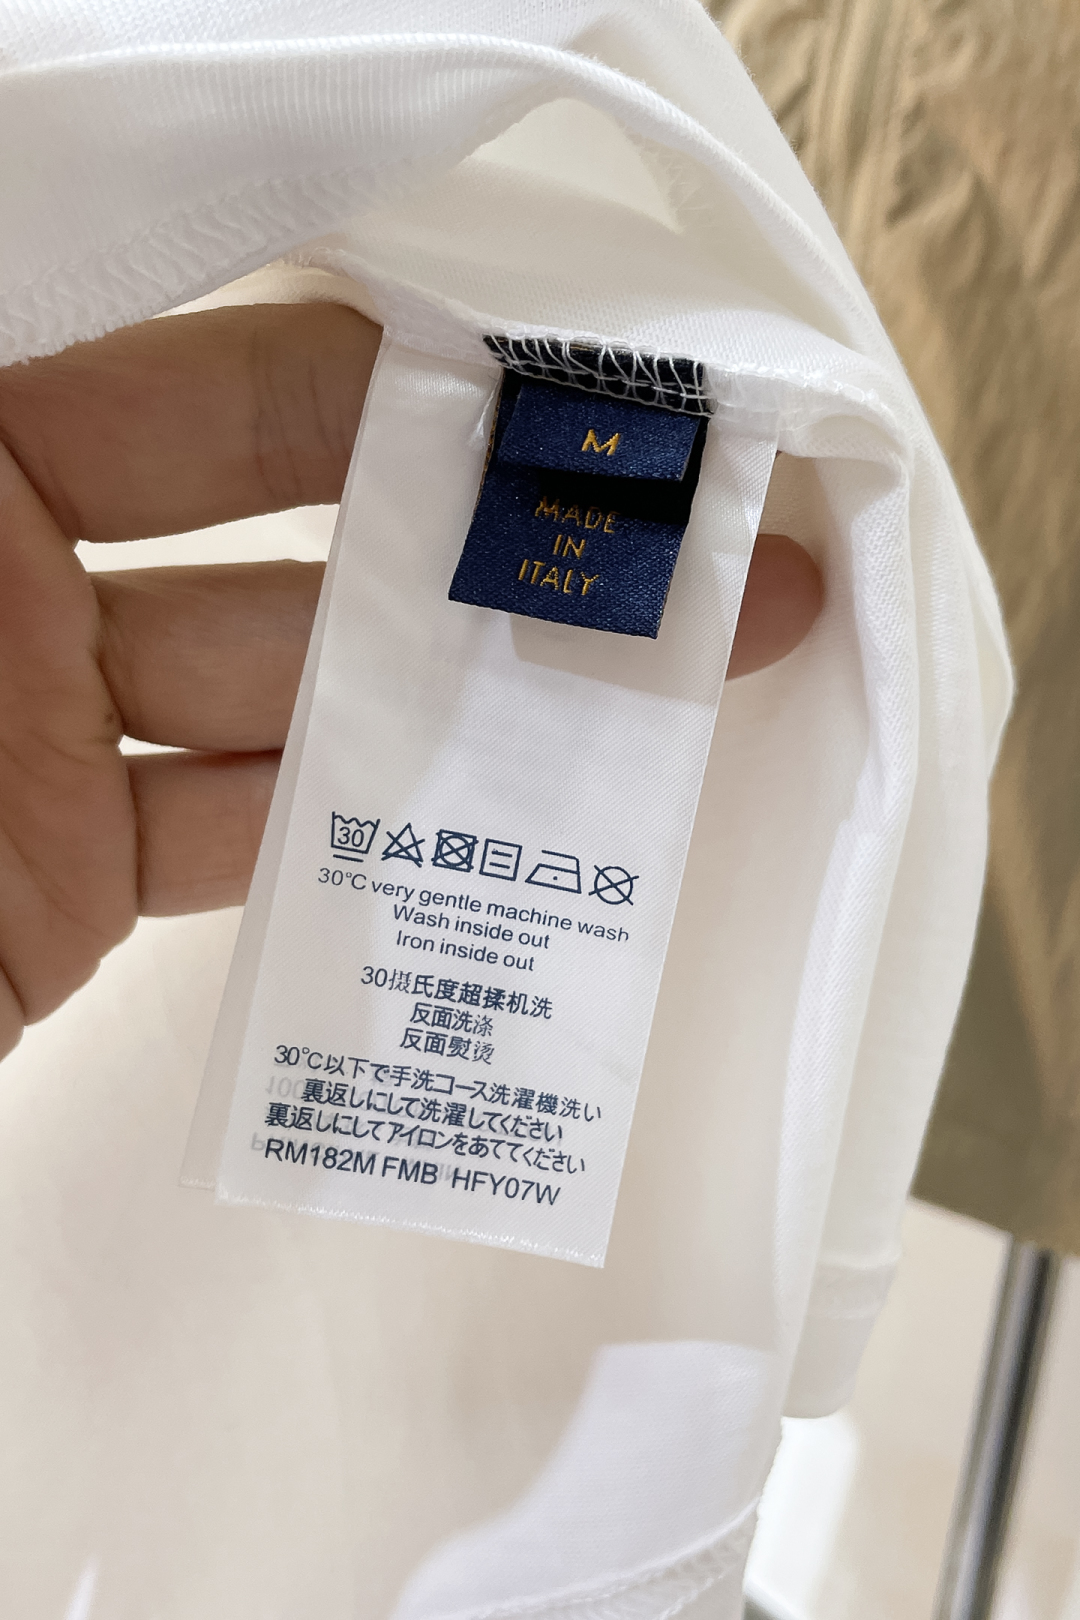 M
MADE
IN
ITALY
30
30°C very gentle machine wash
Wash inside out
Iron inside out
30摄氏度超揉机洗
反面洗涤
反面熨烫
30°C以下で手洗コース洗濯機洗い
裏返しにして洗濯してください
裏返しにしてアイロンをあててください
RM182M FMB HFY07W